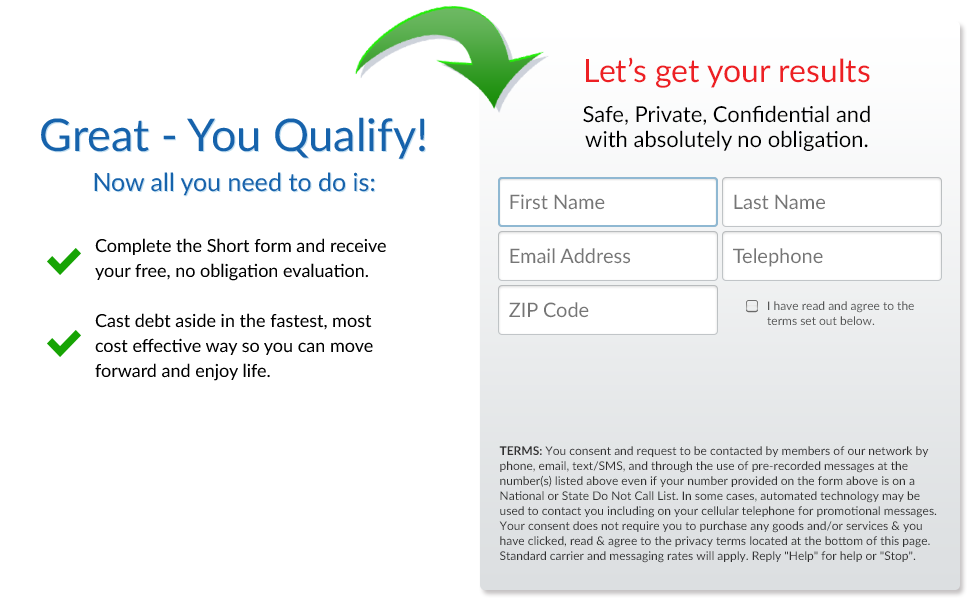 Great - You Qualify!
Now all you need to do is:
Complete the Short form and receive
your free, no obligation evaluation.
Cast debt aside in the fastest, most
cost effective way so you can move
forward and enjoy life.
Let's get your results
Safe, Private, Confidential and
with absolutely no obligation.
First Name
Last Name
Email Address
Telephone
ZIP Code
I have read and agree to the
terms set out below.
TERMS: You consent and request to be contacted by members of our network by
phone, email, text/SMS, and through the use of pre-recorded messages at the
number(s) listed above even if your number provided on the form above is on a
National or State Do Not Call List. In some cases, automated technology may be
used to contact you including on your cellular telephone for promotional messages.
Your consent does not require you to purchase any goods and/or services & you
have clicked, read & agree to the privacy terms located at the bottom of this page.
Standard carrier and messaging rates will apply. Reply "Help" for help or "Stop".